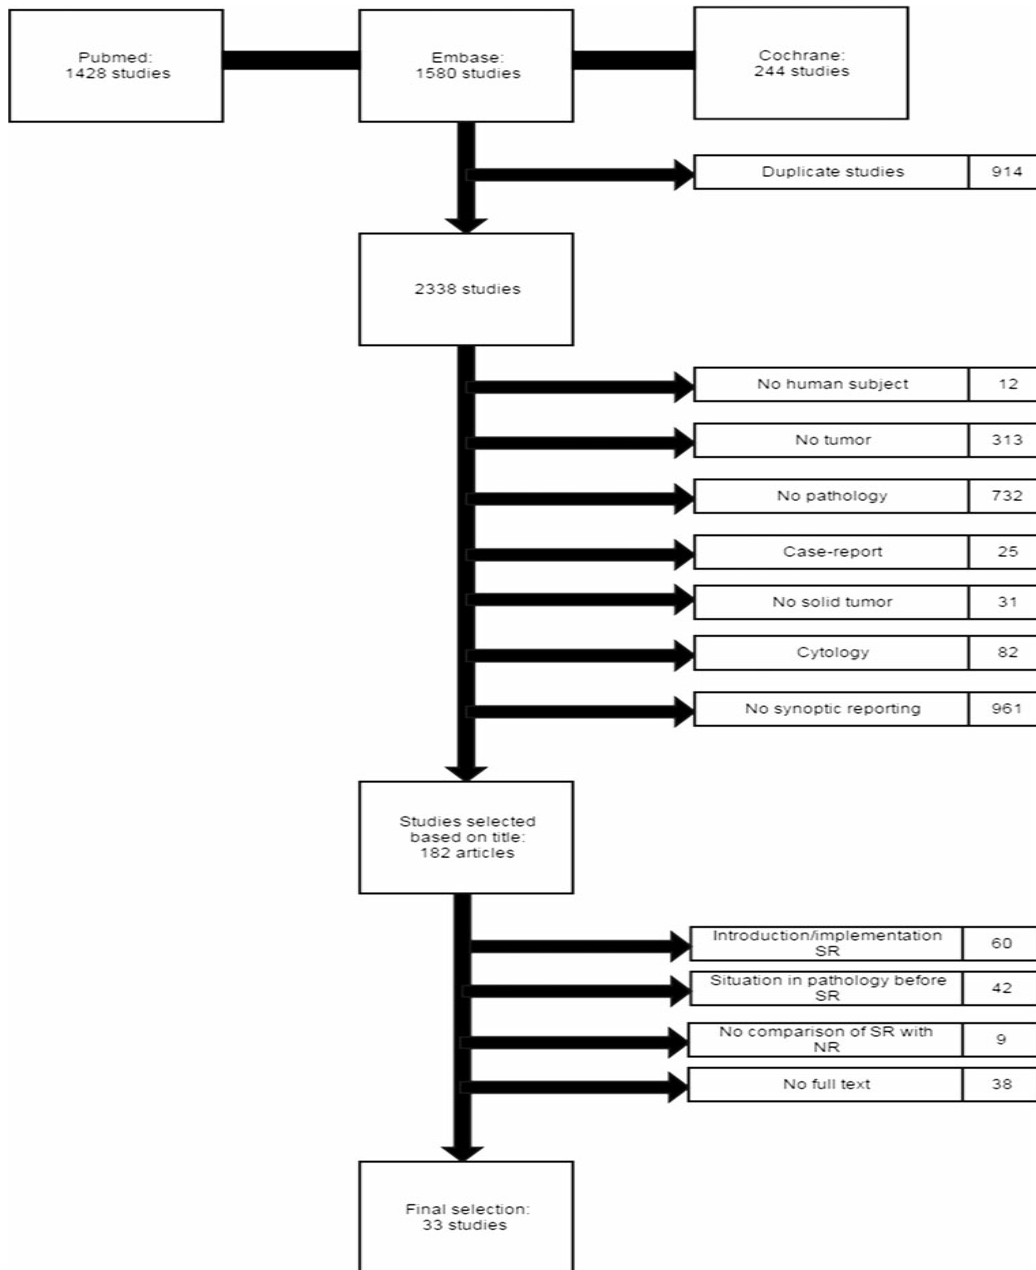 Pubmed:
1428 studies
Embase:
1580 studies
Cochrane:
244 studies
Duplicate studies 914
2338 studies
No human subject 12
No tumor 313
No pathology 732
Case-report 25
No solid tumor 31
Cytology 82
No synoptic reporting 961
Studies selected
based on title:
182 articles
Introduction/implementation
SR 60
Situation in pathology before
SR 42
No comparison of SR with
NR 9
No full text 38
Final selection:
33 studies